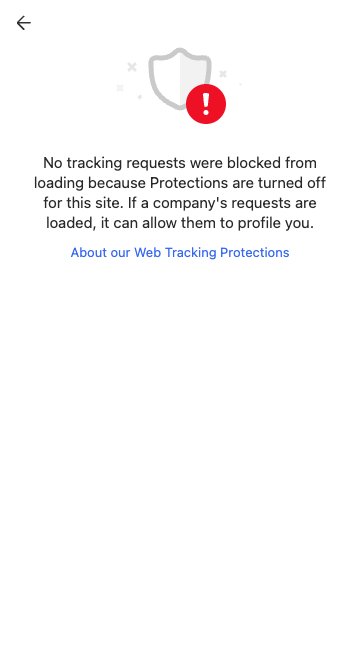 No tracking requests were blocked from
loading because Protections are turned off
for this site. If a company's requests are
loaded, it can allow them to profile you.
About our Web Tracking Protections